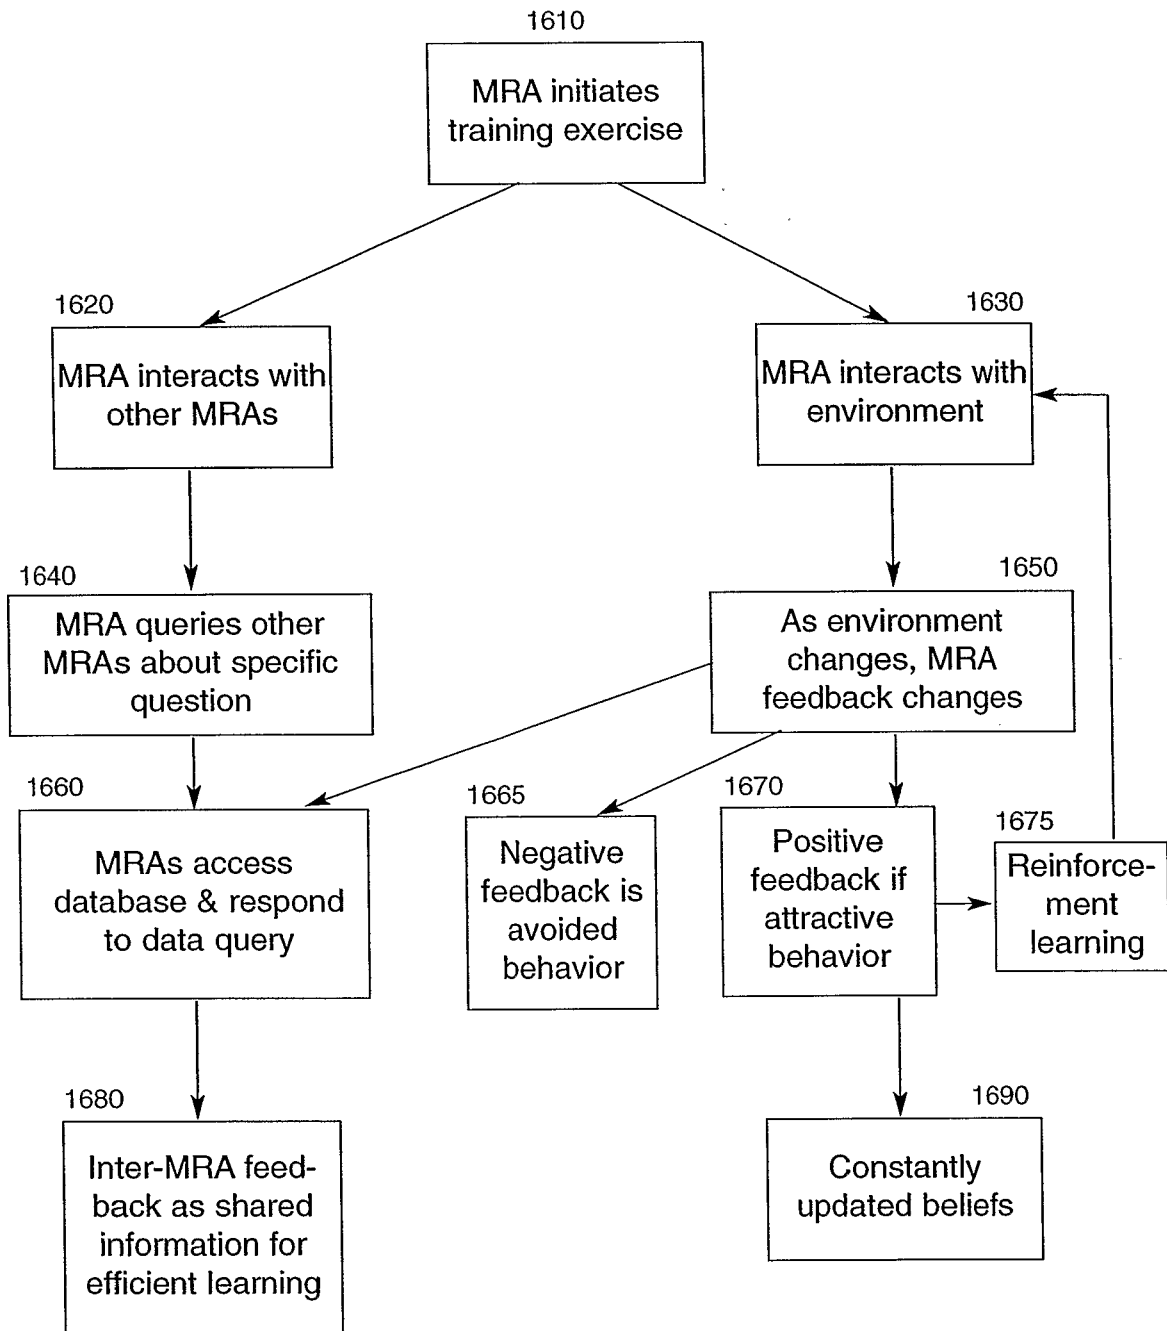 1610
MRA initiates
training exercise
1620
MRA interacts with
other MRAs
1630
MRA interacts with
environment
1640
MRA queries other
MRAs about specific
question
1650
As environment
changes, MRA
feedback changes
1660
MRAs access
database & respond
to data query
1665
Negative
feedback is
avoided
behavior
1670
Positive
feedback if
attractive
behavior
1675
Reinforce-
ment
learning
1680
Inter-MRA feed-
back as shared
information for
efficient learning
1690
Constantly
updated beliefs